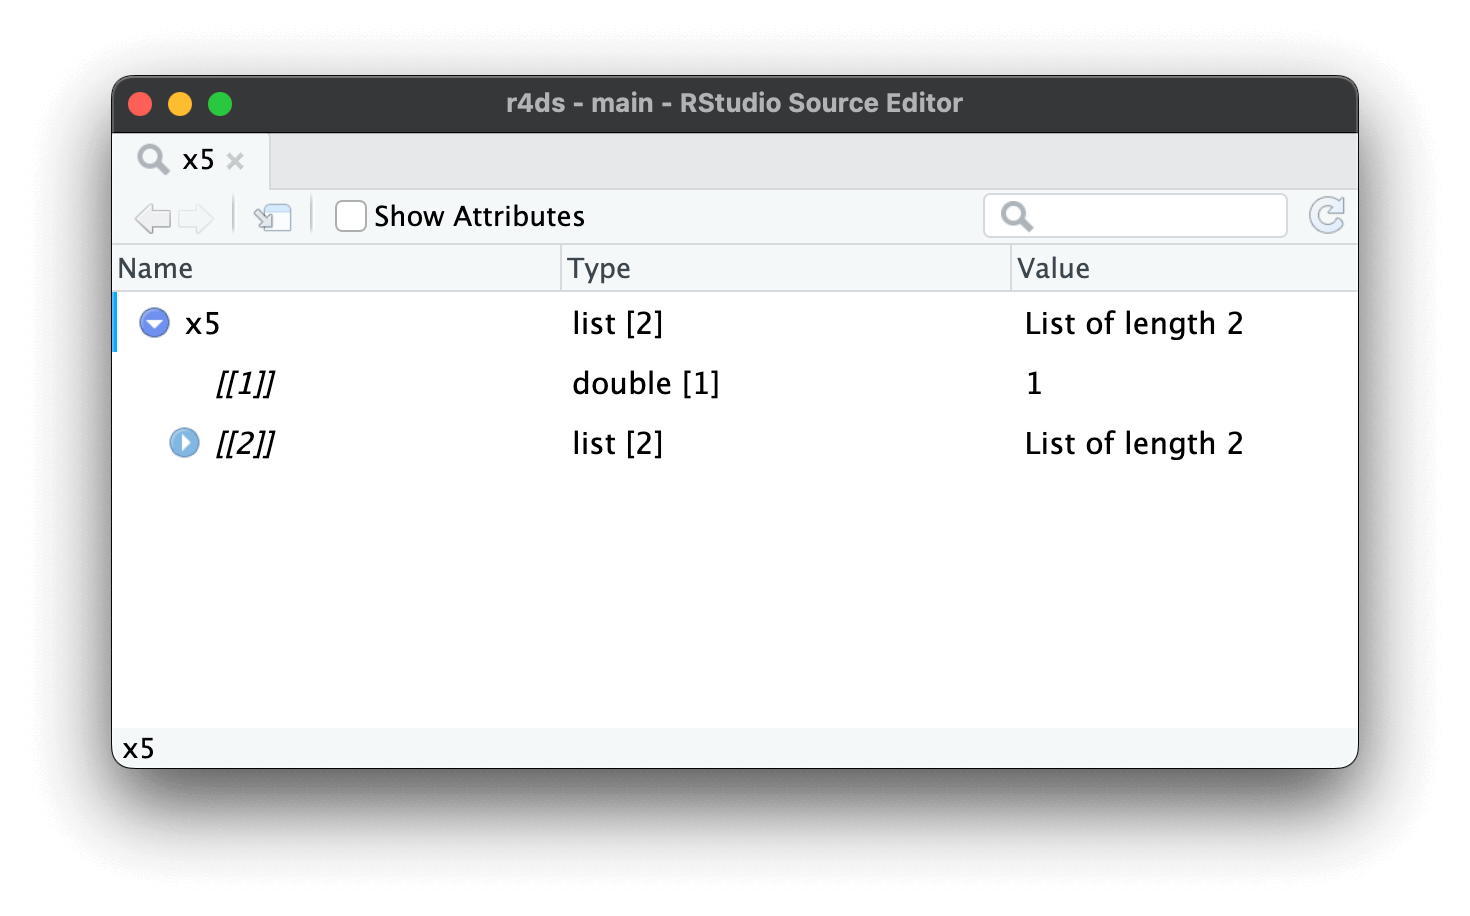 r4ds - main - RStudio Source Editor
x5
Show Attributes
Name Type Value
x5 list [2] List of length 2
[[1]] double [1] 1
[[2]] list [2] List of length 2
x5